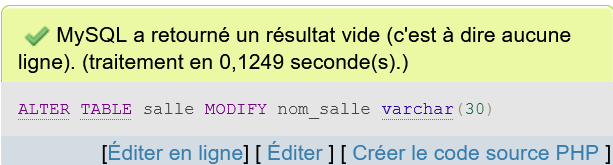 MySQL a retourné un résultat vide (c'est à dire aucune
ligne). (traitement en 0,1249 seconde(s).)
ALTER TABLE salle MODIFY nom_salle varchar(30)
[Éditer en ligne] [ Éditer ] [ Créer le code source PHP ]